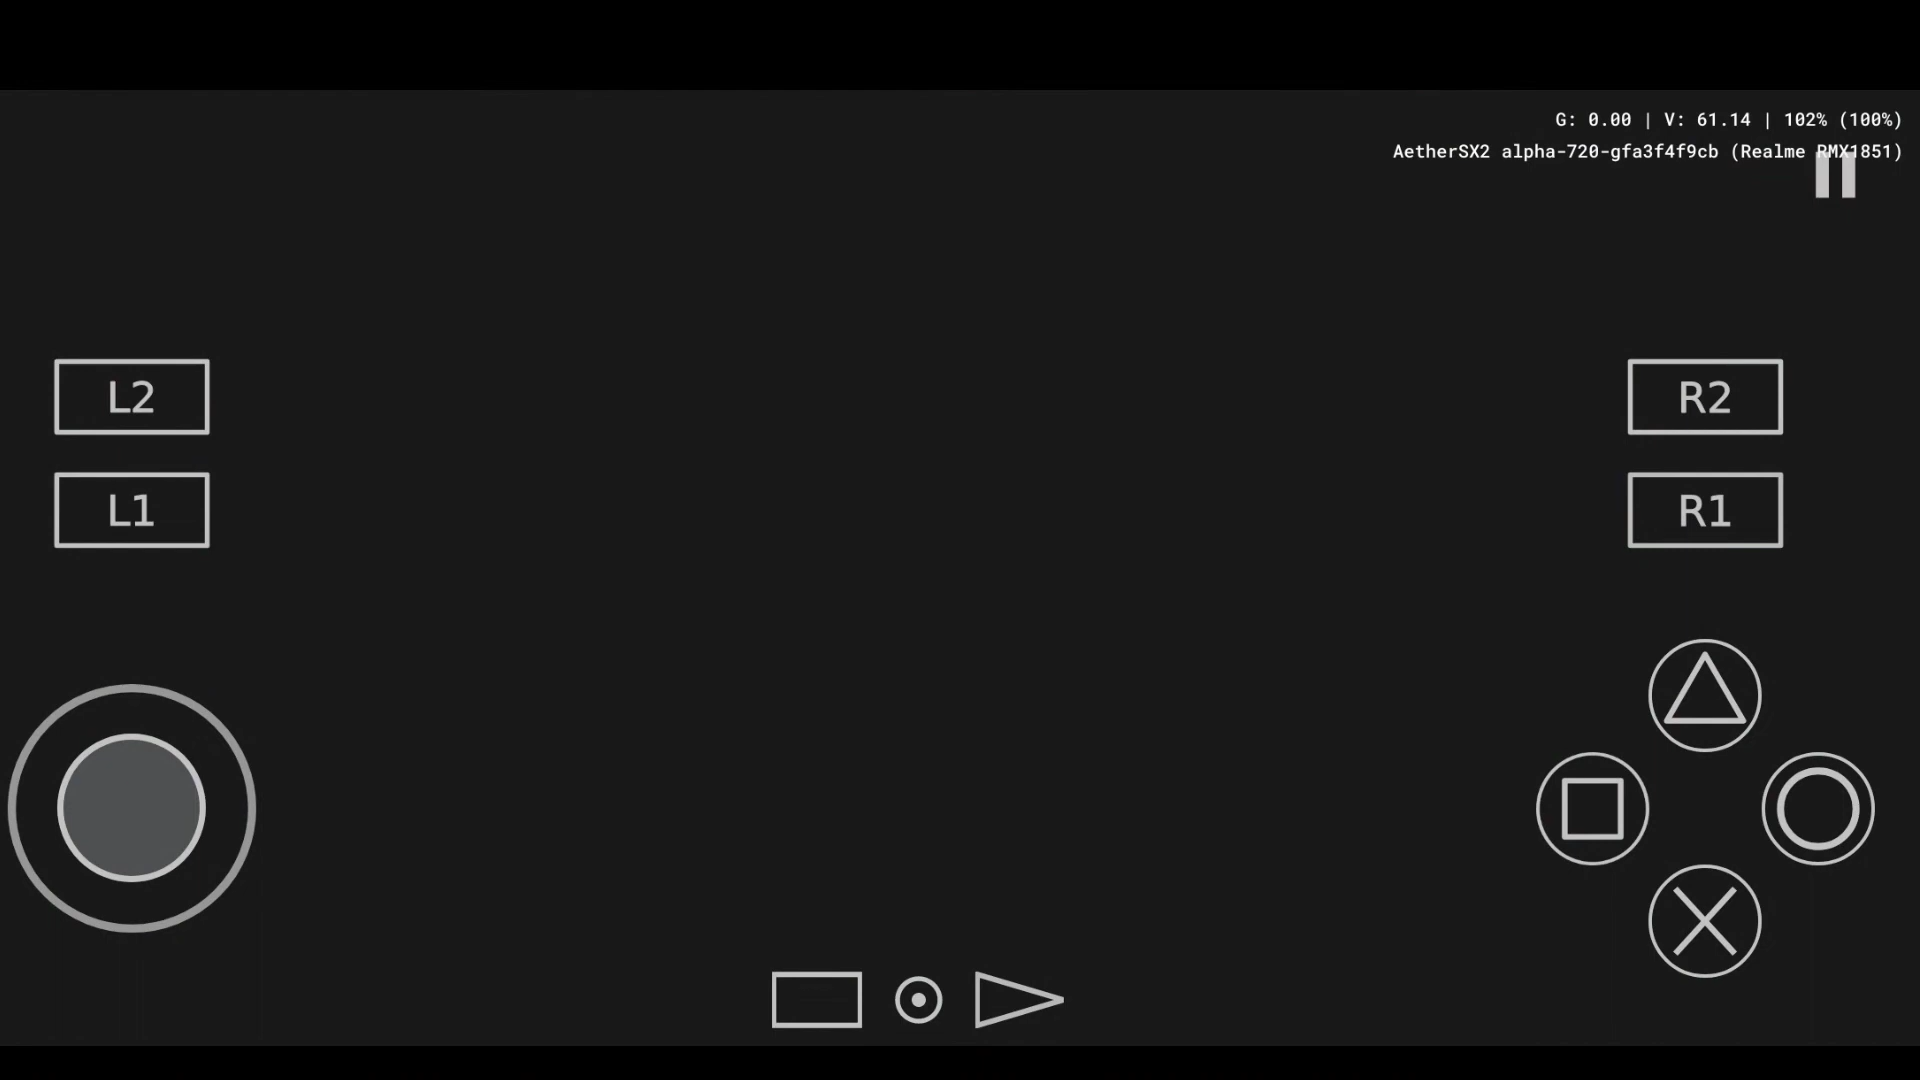 G: 0.00 | V: 61.14 | 102% (100%)
AetherSX2 alpha-720-gfa3f4f9cb (Realme RMX1851)
L2
R2
L1
R1